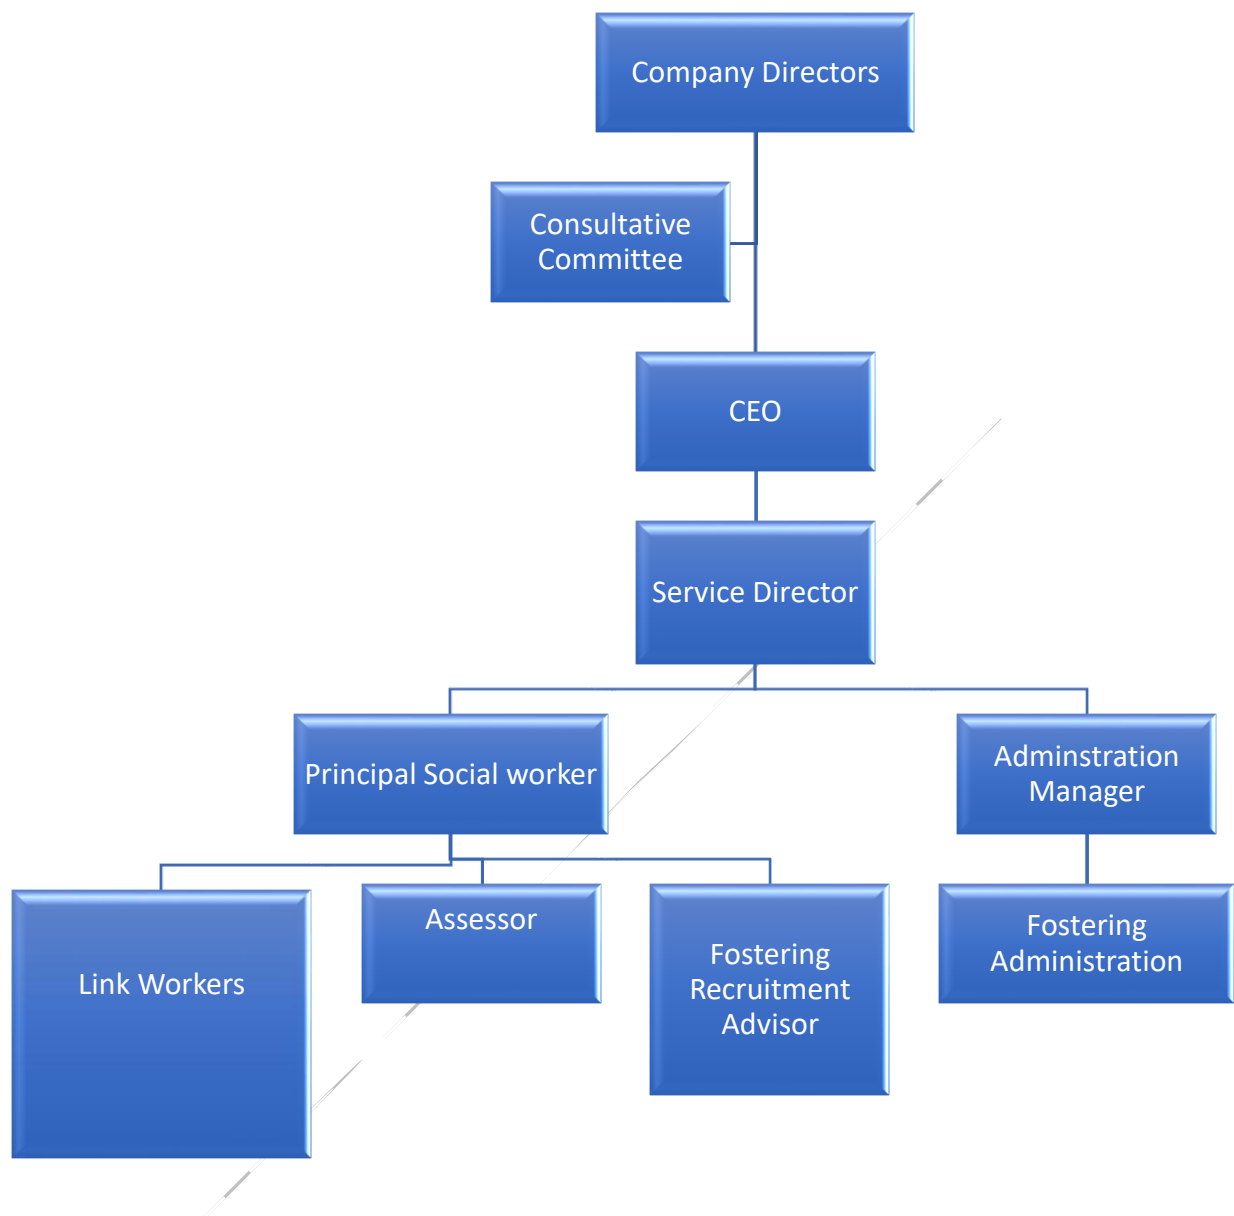 Company Directors
Consultative
Committee
CEO
Service Director
Principal Social worker
Adminstration
Manager
Link Workers
Assessor
Fostering
Recruitment
Advisor
Fostering
Administration